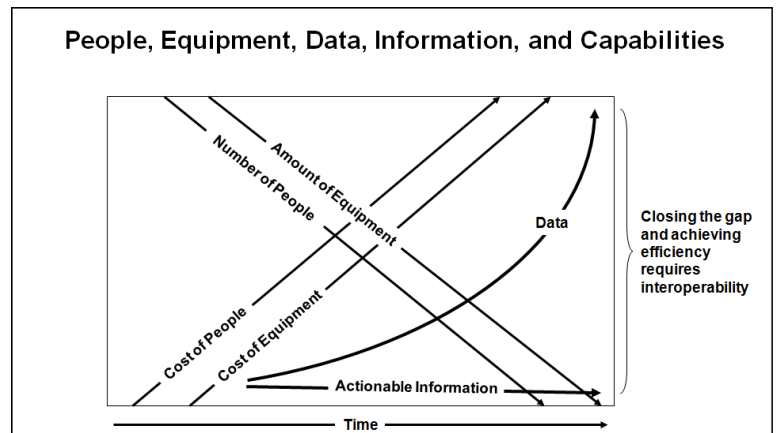 People, Equipment, Data, Information, and Capabilities
Number of People
Amount of Equipment
Data
Closing the gap
and achieving
efficiency
requires
interoperability
Cost of People
Cost of Equipment
Actionable Information
Time